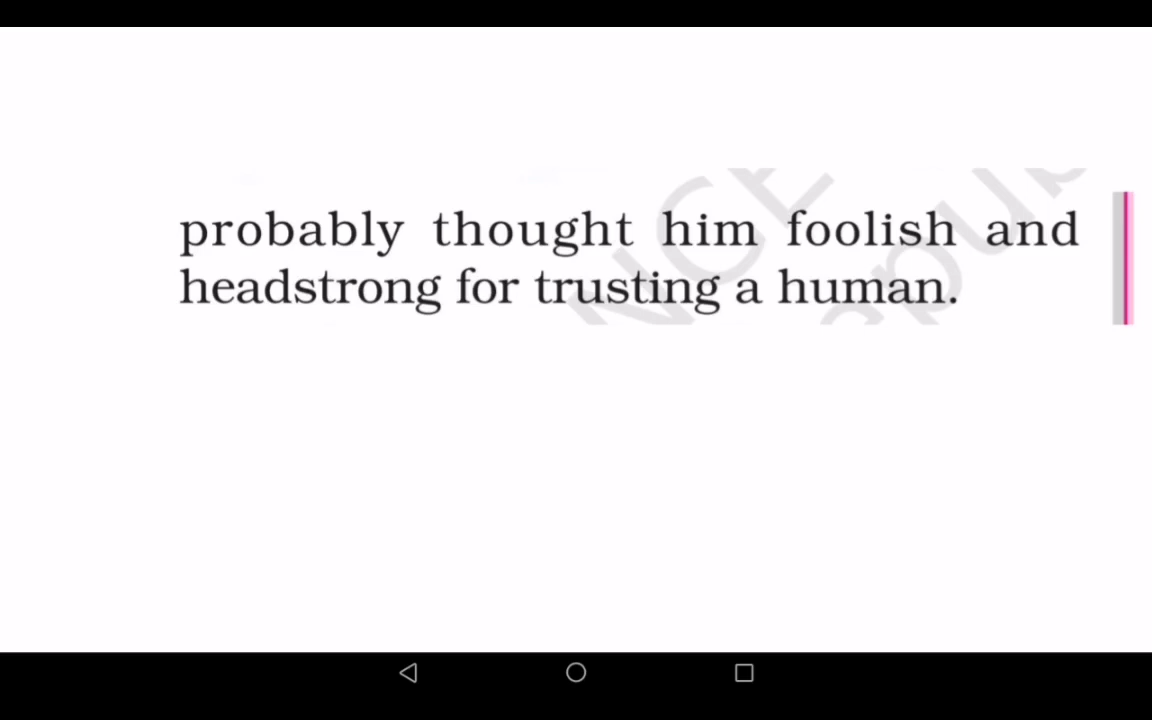 probably thought him foolish and
headstrong for trusting a human.